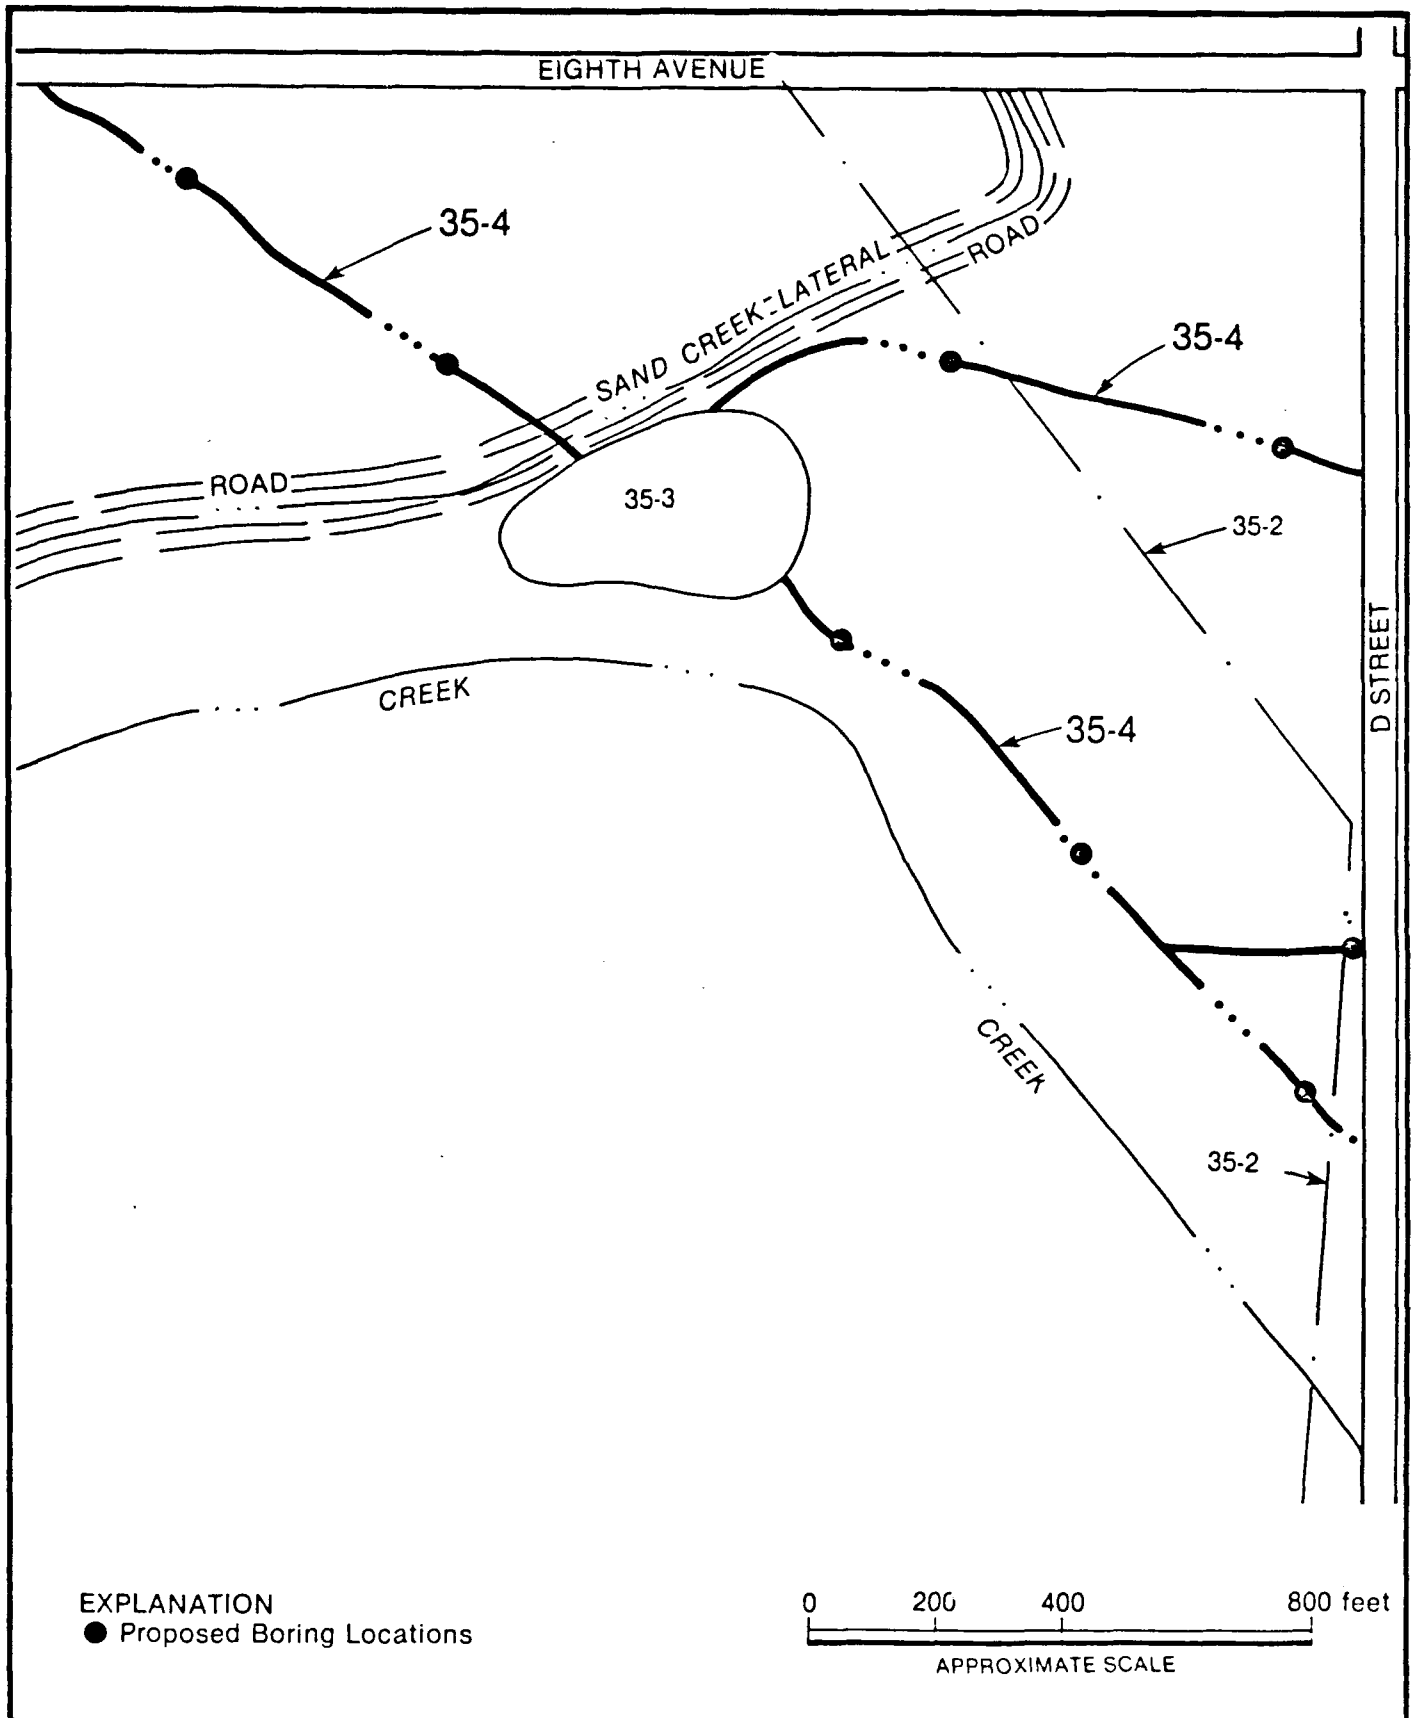 EIGHTH AVENUE
35-4
SAND CREEK LATERAL
ROAD
35-4
ROAD
35-3
35-2
D STREET
CREEK
35-4
CREEK
35-2
EXPLANATION
Proposed Boring Locations
0 200 400 800 feet
APPROXIMATE SCALE